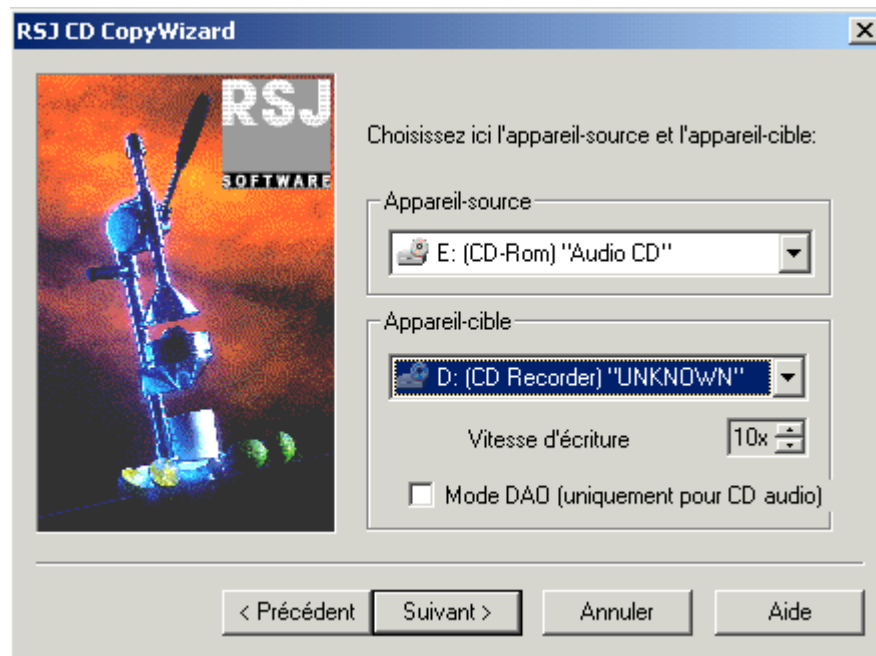 RSJ CD CopyWizard
RSJ
SOFTWARE
Choisissez ici l'appareil-source et l'appareil-cible:
Appareil-source
E: (CD-Rom) "Audio CD"
Appareil-cible
D: (CD Recorder) "UNKNOWN"
Vitesse d'écriture
10x
Mode DAO (uniquement pour CD audio)
< Précédent
Suivant >
Annuler
Aide